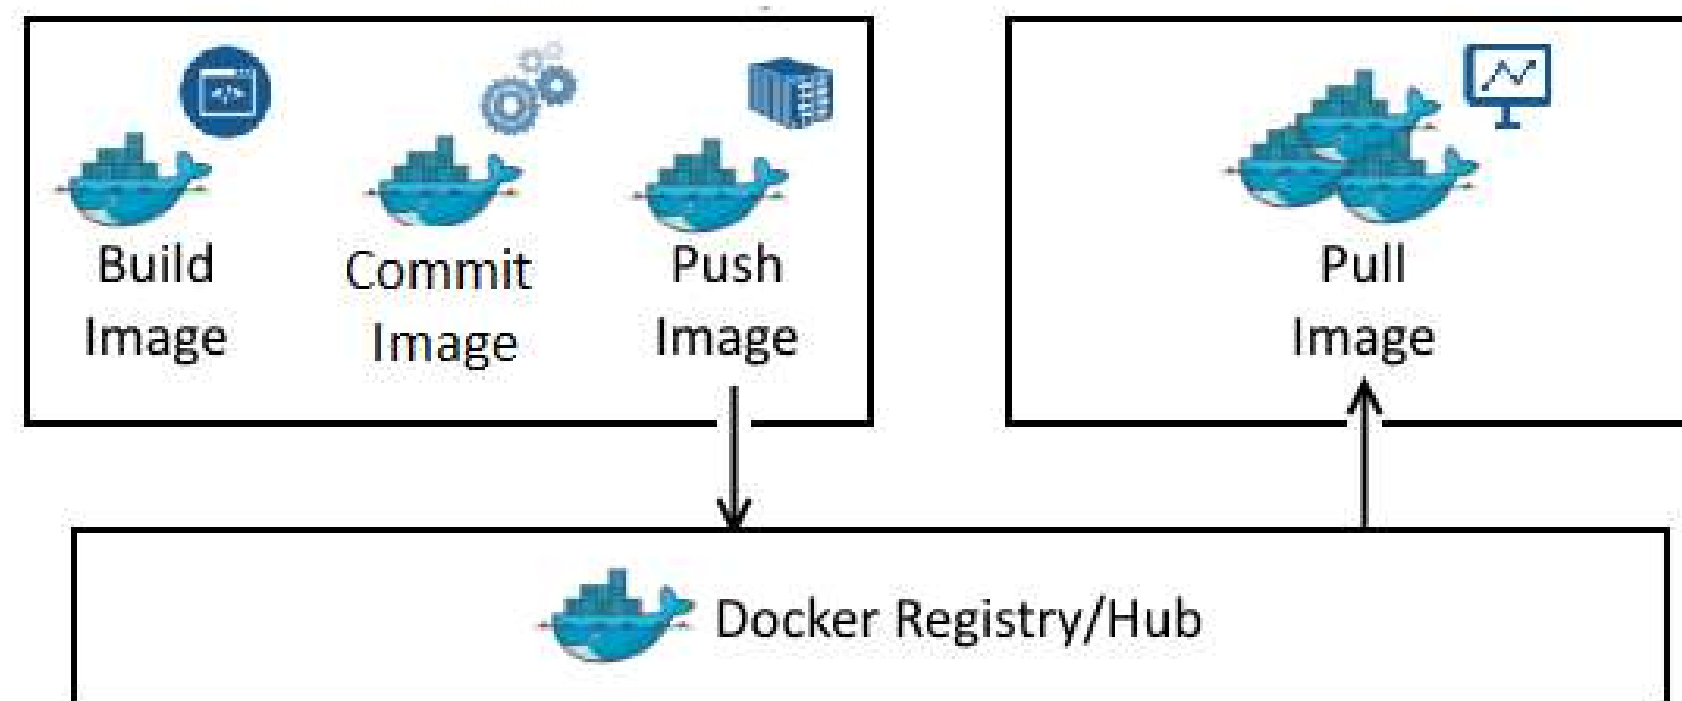 Build
Image
Commit
Image
Push
Image
Pull
Image
Docker Registry/Hub